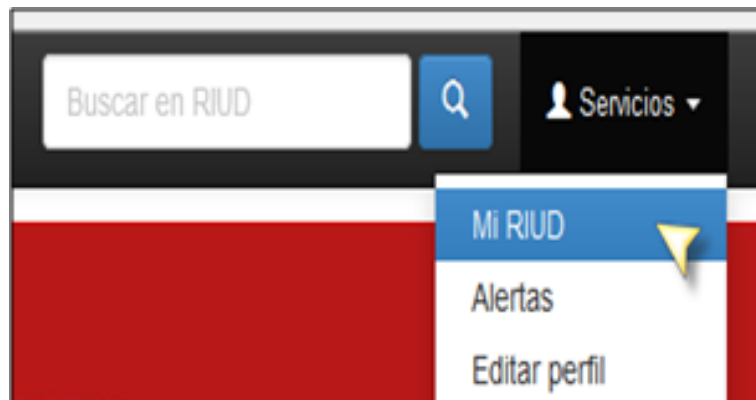 Buscar en RIUD
Servicios
Mi RIUD
Alertas
Editar perfil